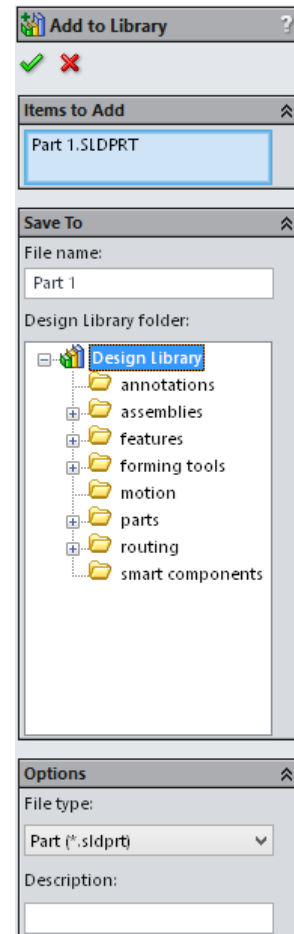 Add to Library ?
Items to Add
Part 1.SLDPRT
Save To
File name:
Part 1
Design Library folder:
Design Library
annotations
assemblies
features
forming tools
motion
parts
routing
smart components
Options
File type:
Part (*.sldprt)
Description: